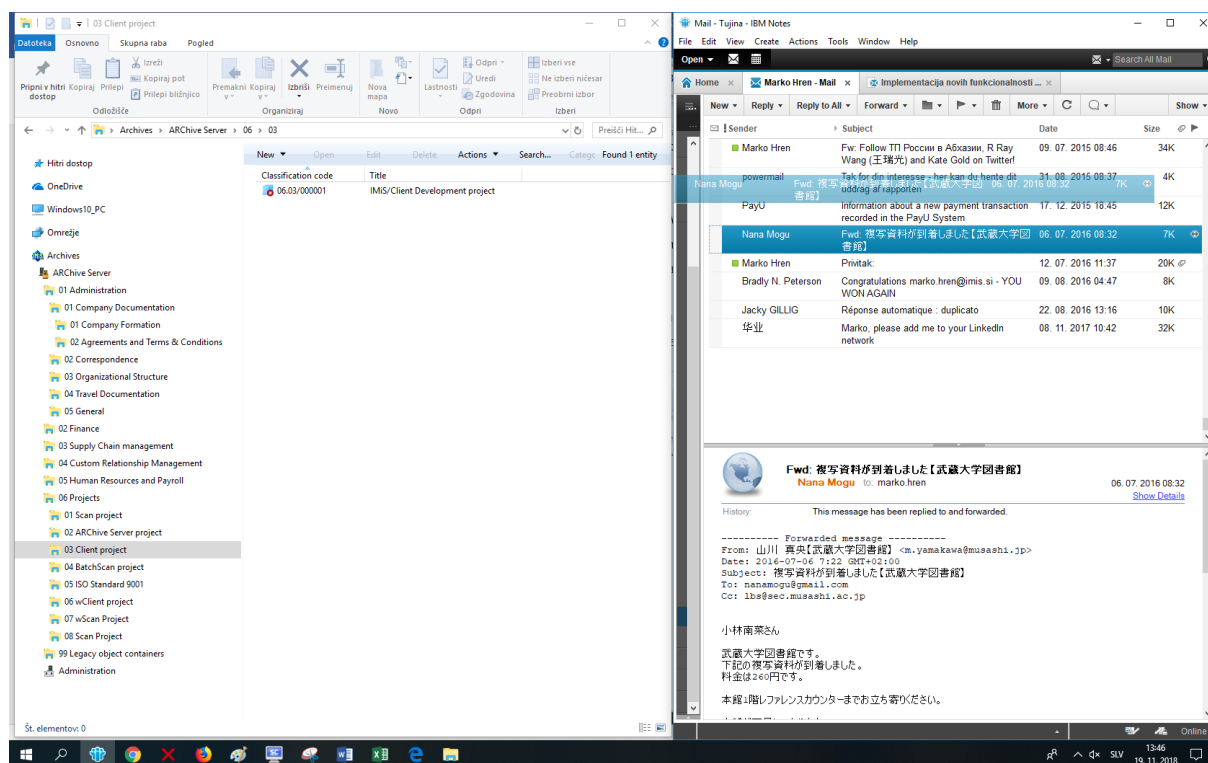 03 Client project
Datoteka Osnovno Skupna raba Pogled
Pripni v hitri dostop
Kopiraj
Prilepi
Izreži
Kopiraj pot
Prilepi bližnjico
Odložišče
Premakni v
Kopiraj v
Izbriši
Preimenuj
Organiziraj
Nova mapa
Novo
Lastnosti
Odpri
Uredi
Zgodovina
Odpri
Izberi vse
Ne izberi ničesar
Preobrni izbor
Izberi
Archives > ARChive Server > 06 > 03
Preišči Hit...
Hitri dostop
OneDrive
Windows10_PC
Omrežje
Archives
ARChive Server
01 Administration
01 Company Documentation
01 Company Formation
02 Agreements and Terms & Conditions
02 Correspondence
03 Organizational Structure
04 Travel Documentation
05 General
02 Finance
03 Supply Chain management
04 Custom Relationship Management
05 Human Resources and Payroll
06 Projects
01 Scan project
02 ARChive Server project
03 Client project
04 BatchScan project
05 ISO Standard 9001
06 wClient project
07 wScan Project
08 Scan Project
99 Legacy object containers
Administration
New Open Edit Delete Actions Search... Categc Found 1 entity
Classification code Title
06.03/000001 IMiS/Client Development project
Št. elementov: 0
Mail - Tujina - IBM Notes
File Edit View Create Actions Tools Window Help
Open
Search All Mail
Home
Marko Hren - Mail
Implementacija novih funkcionalnosti ...
New Reply Reply to All Forward More Show
! Sender Subject Date Size
Marko Hren Fw: Follow ТП России в Абхазии, R Ray 09. 07. 2015 08:46 34K
Wang (王瑞光) and Kate Gold on Twitter!
powermail Tak for din interesse - her kan du hente dit 31. 08. 2015 08:37 4K
uddrag af rapporten
Nana Mogu Fwd: 複写資料が到着しました【武蔵大学図 06. 07. 2016 08:32 7K
書館】
PayU Information about a new payment transaction 17. 12. 2015 18:45 12K
recorded in the PayU System
Nana Mogu Fwd: 複写資料が到着しました【武蔵大学図 06. 07. 2016 08:32 7K
書館】
Marko Hren Privitak: 12. 07. 2016 11:37 20K
Bradly N. Peterson Congratulations marko.hren@imis.si - YOU 09. 08. 2016 04:47 8K
WON AGAIN
Jacky GILLIG Réponse automatique : duplicato 22. 08. 2016 13:16 10K
华业 Marko, please add me to your LinkedIn 08. 11. 2017 10:42 32K
network
Fwd: 複写資料が到着しました【武蔵大学図書館】
Nana Mogu to: marko.hren 06. 07. 2016 08:32
Show Details
History: This message has been replied to and forwarded.
---------- Forwarded message ----------
From: 山川 真央【武蔵大学図書館】 <m.yamakawa@musashi.jp>
Date: 2016-07-06 7:22 GMT+02:00
Subject: 複写資料が到着しました【武蔵大学図書館】
To: nanamogu@gmail.com
Cc: lbs@sec.musashi.ac.jp
小林南菜さん
武蔵大学図書館です。
下記の複写資料が到着しました。
料金は260円です。
本館1階レファレンスカウンターまでお立ち寄りください。
Online
SLV
13:46
19. 11. 2018